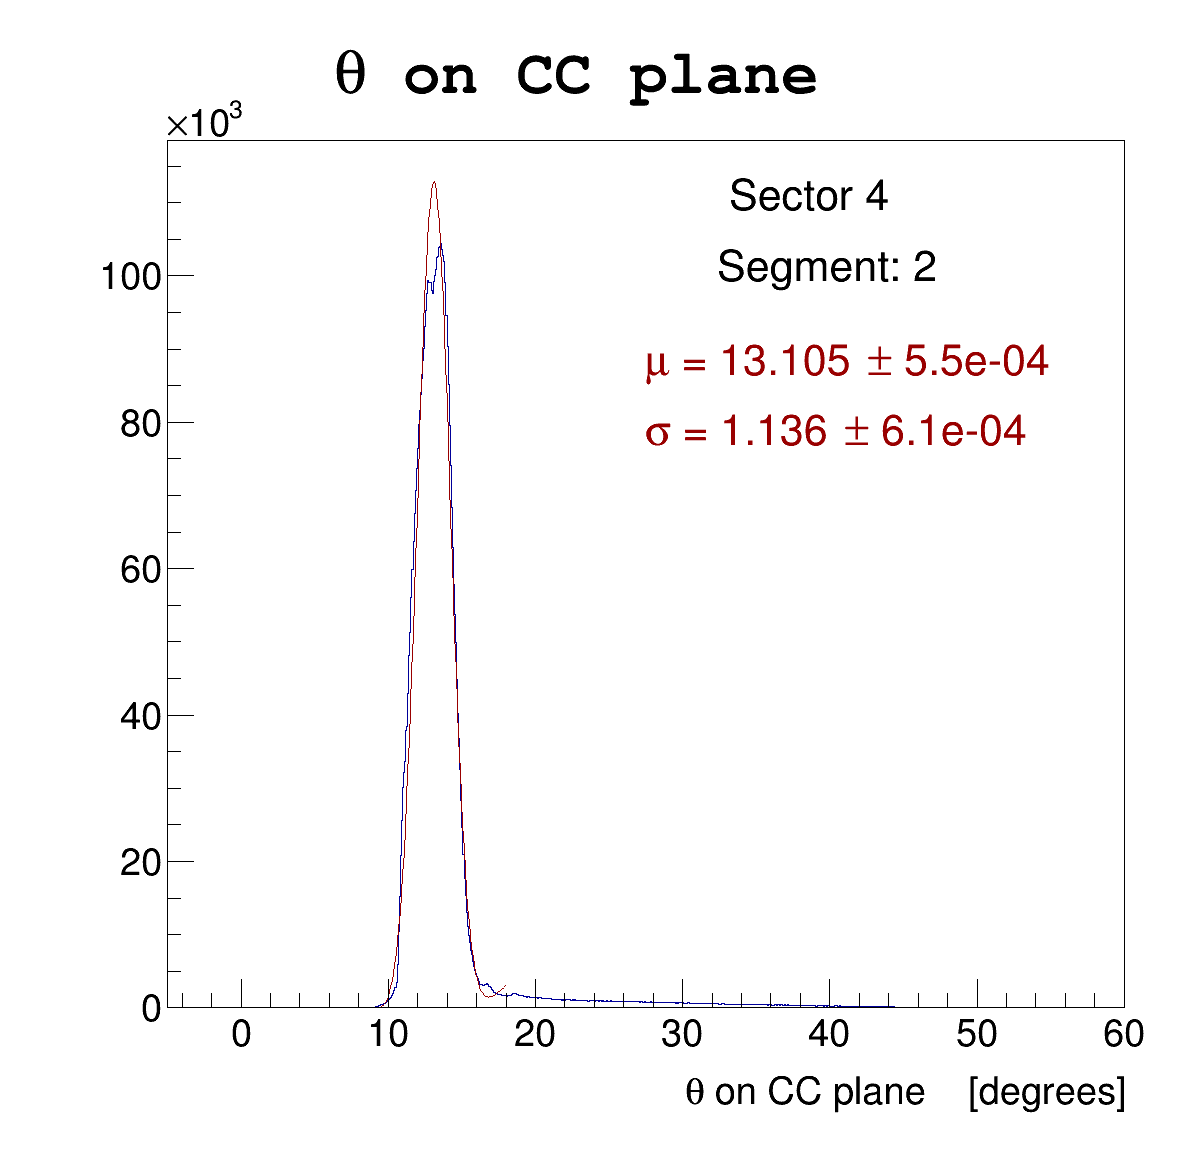 θ on CC plane
×10³
Sector 4
Segment: 2
μ = 13.105 ± 5.5e-04
σ = 1.136 ± 6.1e-04
100
80
60
40
20
0
0 10 20 30 40 50 60
θ on CC plane [degrees]